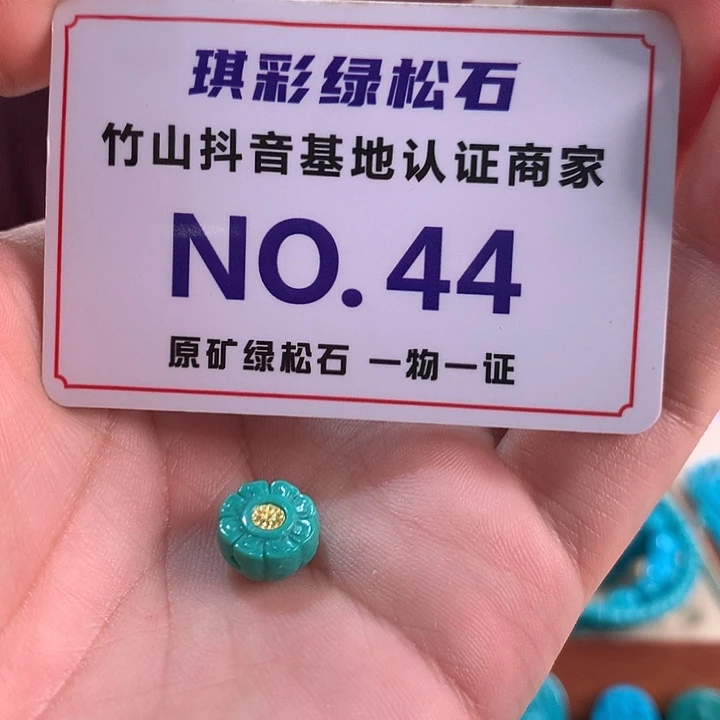 琪彩绿松石
竹山抖音基地认证商家
NO. 44
原矿绿松石 一物一证